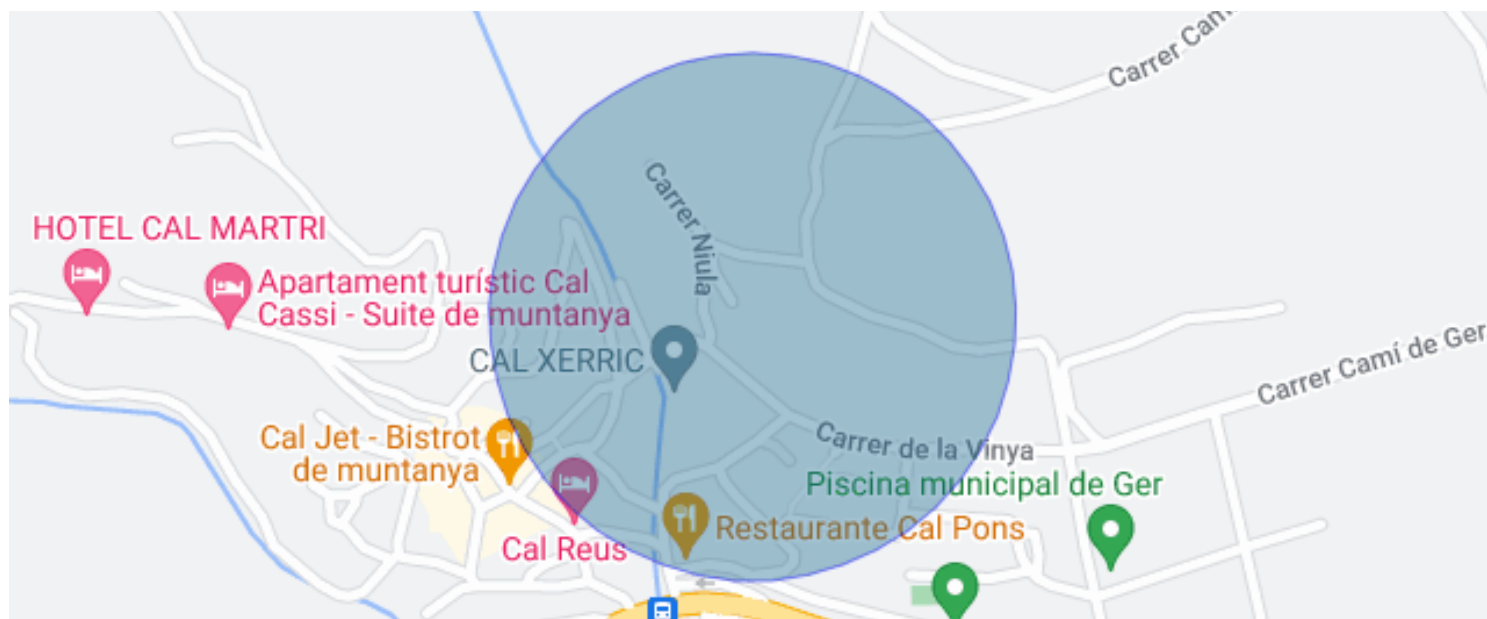 Carrer Cam
Carrer Niula
HOTEL CAL MARTRI
Apartament turístic Cal
Cassi - Suite de muntanya
CAL XERRIC
Carrer Camí de Ger
Cal Jet - Bistrot
de muntanya
Carrer de la Vinya
Piscina municipal de Ger
Restaurante Cal Pons
Cal Reus